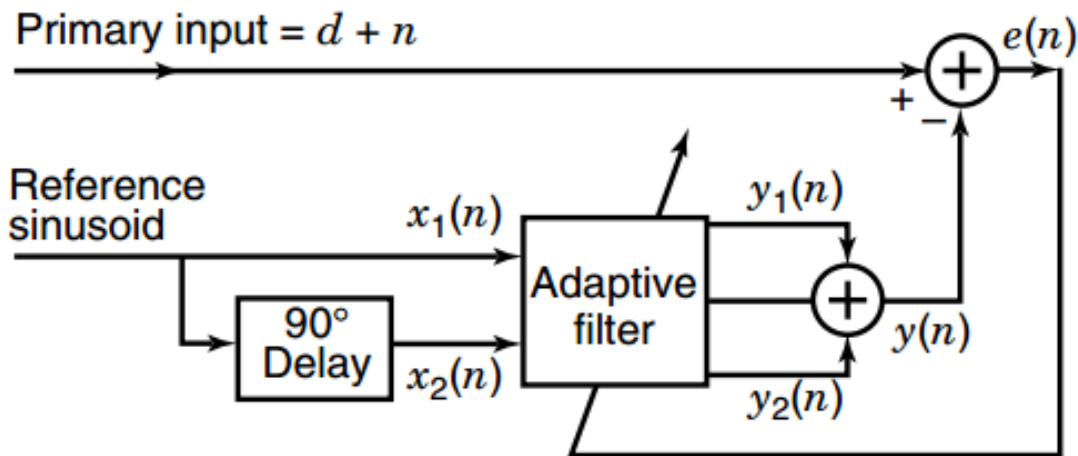 Primary input = d + n
e(n)
+
+
−
Reference
sinusoid
x₁(n)
y₁(n)
Adaptive
filter
+
90°
Delay
x₂(n)
y(n)
y₂(n)